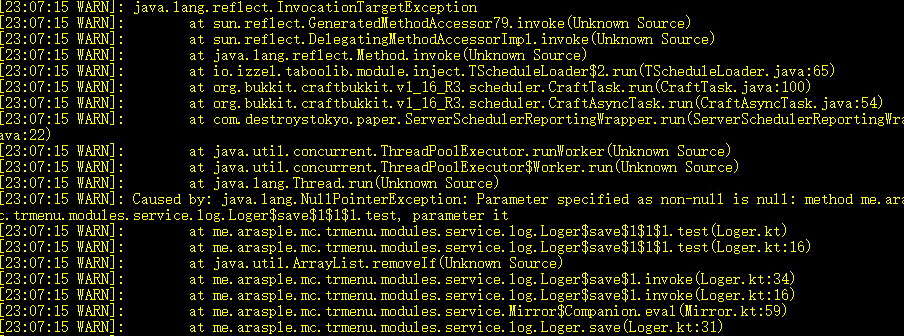 [23:07:15 WARN]: java.lang.reflect.InvocationTargetException
[23:07:15 WARN]: at sun.reflect.GeneratedMethodAccessor79.invoke(Unknown Source)
[23:07:15 WARN]: at sun.reflect.DelegatingMethodAccessorImpl.invoke(Unknown Source)
[23:07:15 WARN]: at java.lang.reflect.Method.invoke(Unknown Source)
[23:07:15 WARN]: at io.izzel.taboolib.module.inject.TScheduleLoader$2.run(TScheduleLoader.java:65)
[23:07:15 WARN]: at org.bukkit.craftbukkit.v1_16_R3.scheduler.CraftTask.run(CraftTask.java:100)
[23:07:15 WARN]: at org.bukkit.craftbukkit.v1_16_R3.scheduler.CraftAsyncTask.run(CraftAsyncTask.java:54)
[23:07:15 WARN]: at com.destroystokyo.paper.ServerSchedulerReportingWrapper.run(ServerSchedulerReportingWra
ava:22)
[23:07:15 WARN]: at java.util.concurrent.ThreadPoolExecutor.runWorker(Unknown Source)
[23:07:15 WARN]: at java.util.concurrent.ThreadPoolExecutor$Worker.run(Unknown Source)
[23:07:15 WARN]: at java.lang.Thread.run(Unknown Source)
[23:07:15 WARN]: Caused by: java.lang.NullPointerException: Parameter specified as non-null is null: method me.ara
c.trmenu.modules.service.log.Loger$save$1$1$1.test, parameter it
[23:07:15 WARN]: at me.arasple.mc.trmenu.modules.service.log.Loger$save$1$1$1.test(Loger.kt)
[23:07:15 WARN]: at me.arasple.mc.trmenu.modules.service.log.Loger$save$1$1$1.test(Loger.kt:16)
[23:07:15 WARN]: at java.util.ArrayList.removeIf(Unknown Source)
[23:07:15 WARN]: at me.arasple.mc.trmenu.modules.service.log.Loger$save$1.invoke(Loger.kt:34)
[23:07:15 WARN]: at me.arasple.mc.trmenu.modules.service.log.Loger$save$1.invoke(Loger.kt:16)
[23:07:15 WARN]: at me.arasple.mc.trmenu.modules.service.Mirror$Companion.eval(Mirror.kt:59)
[23:07:15 WARN]: at me.arasple.mc.trmenu.modules.service.log.Loger.save(Loger.kt:31)